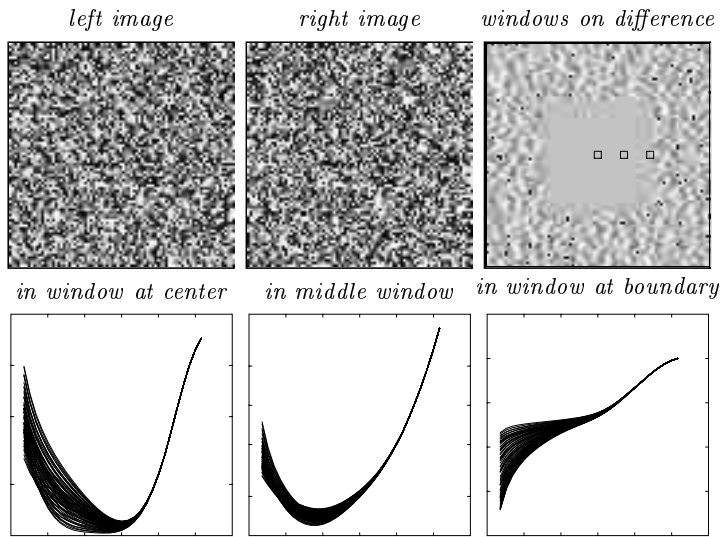 left image
right image
windows on difference
in window at center
in middle window
in window at boundary